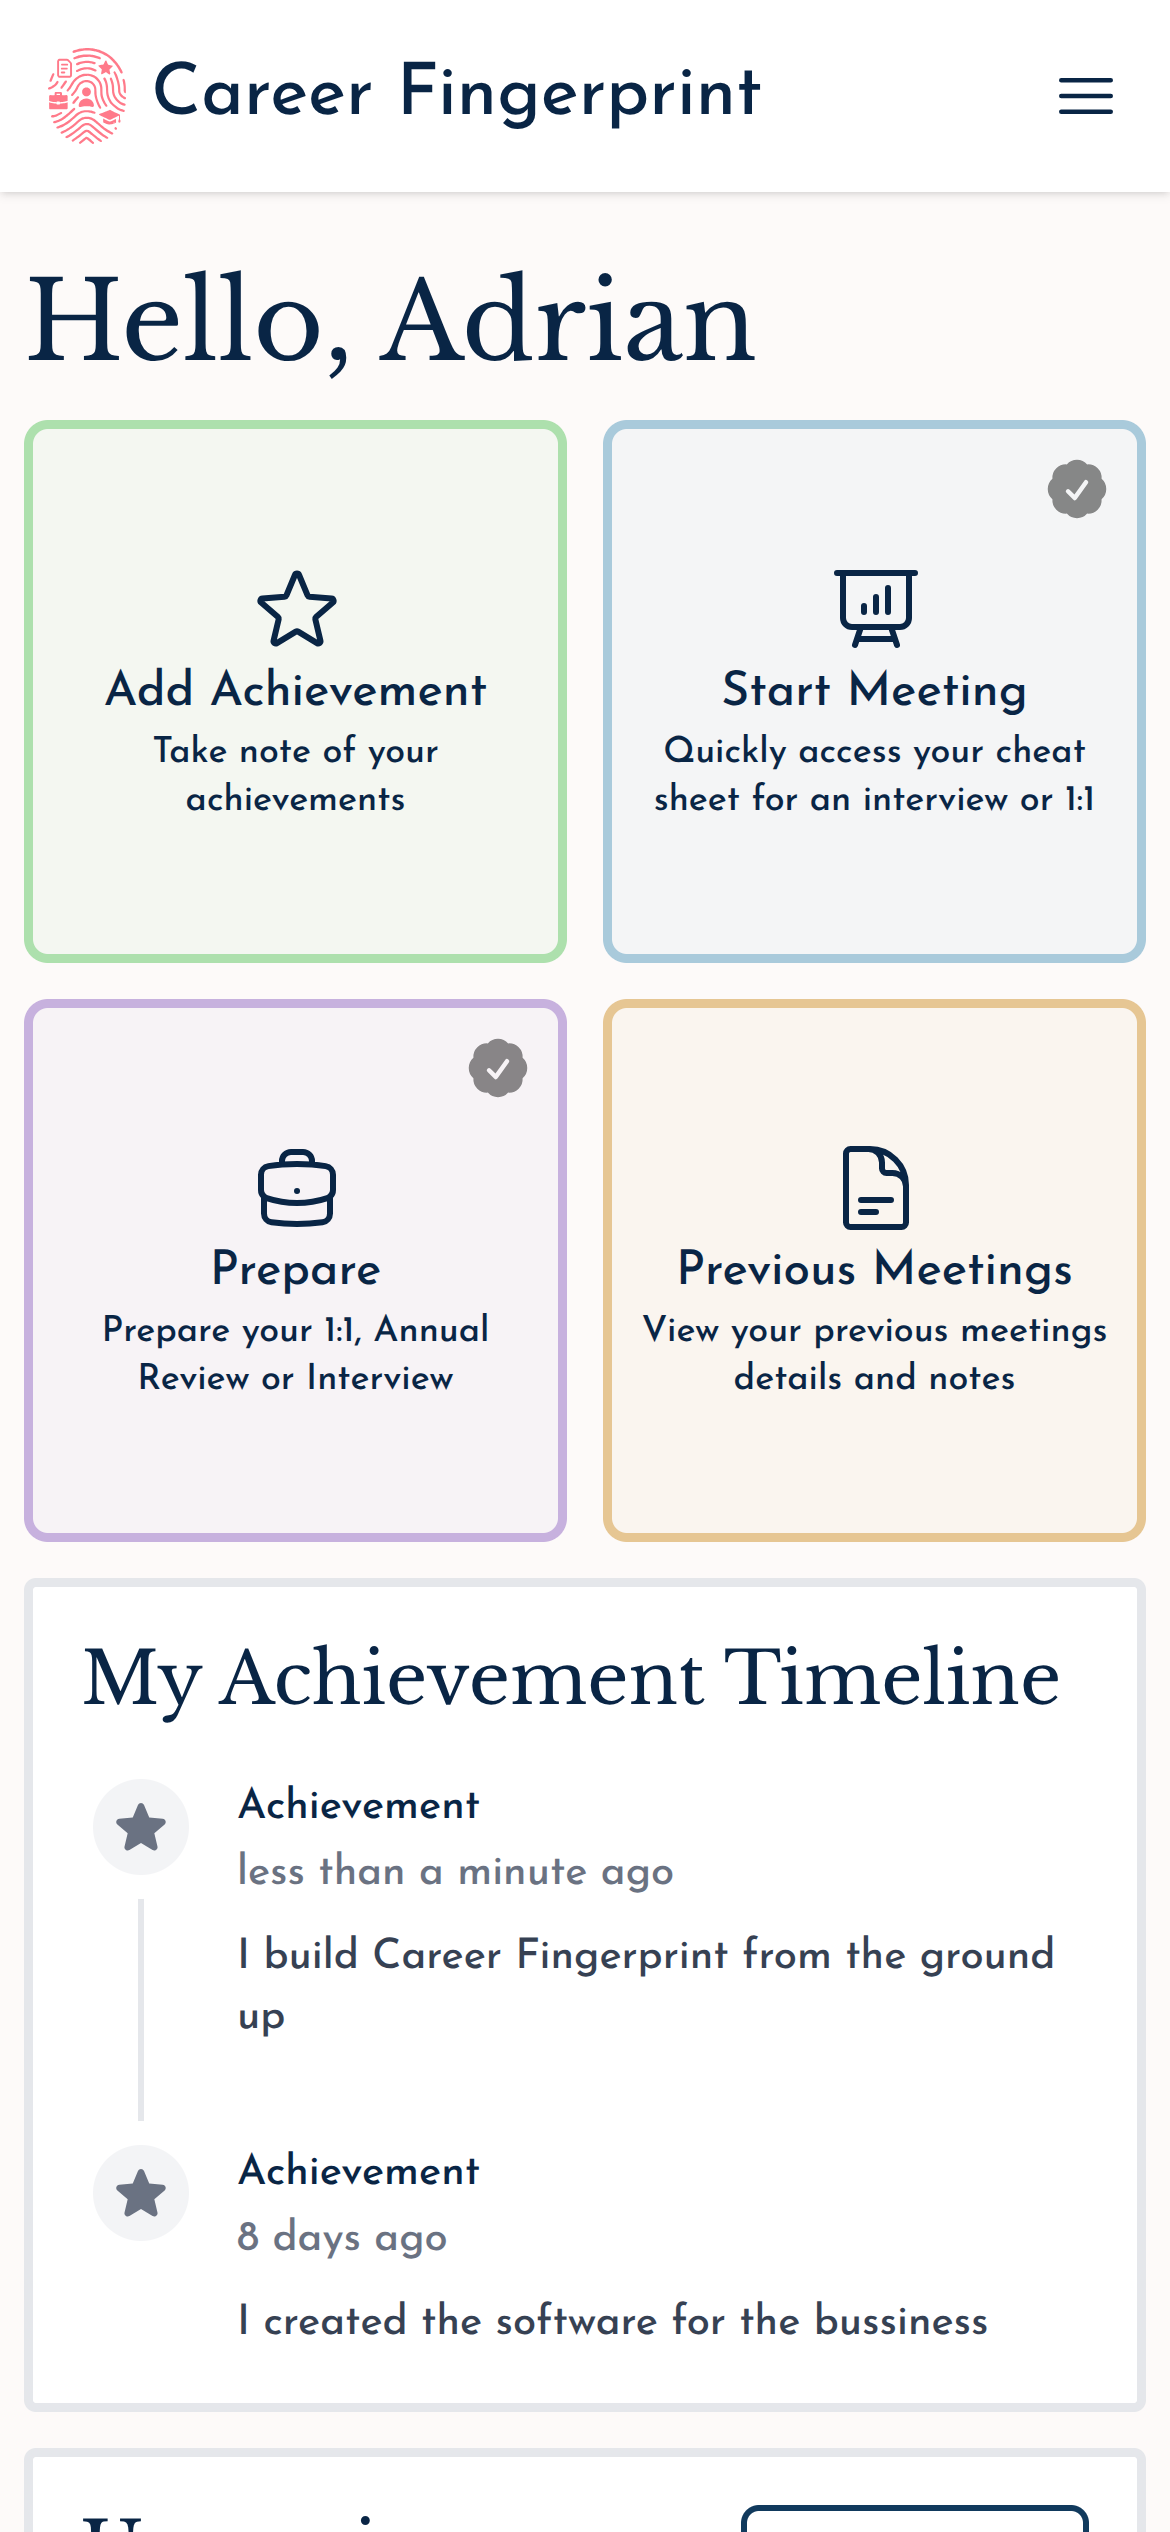 Career Fingerprint
Hello, Adrian
Add Achievement
Take note of your
achievements
Start Meeting
Quickly access your cheat
sheet for an interview or 1:1
Prepare
Prepare your 1:1, Annual
Review or Interview
Previous Meetings
View your previous meetings
details and notes
My Achievement Timeline
Achievement
less than a minute ago
I build Career Fingerprint from the ground
up
Achievement
8 days ago
I created the software for the bussiness